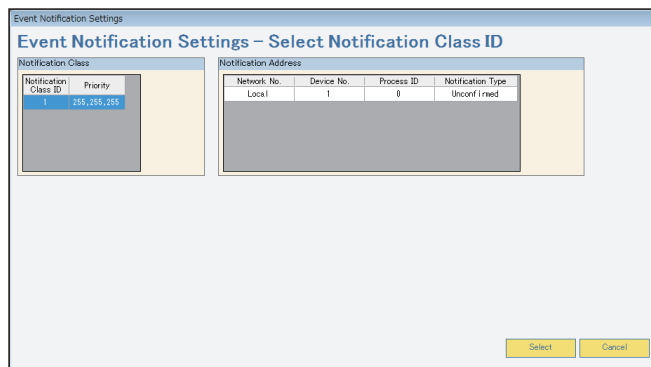 Event Notification Settings
Event Notification Settings – Select Notification Class ID
Notification Class
Notification Class ID Priority
1 255,255,255
Notification Address
Network No. Device No. Process ID Notification Type
Local 1 0 Unconfirmed
Select Cancel